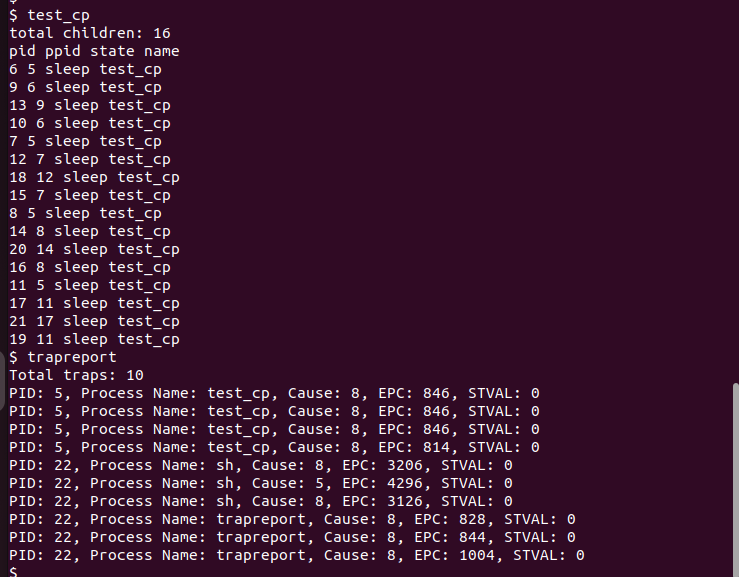 $ test_cp
total children: 16
pid ppid state name
6 5 sleep test_cp
9 6 sleep test_cp
13 9 sleep test_cp
10 6 sleep test_cp
7 5 sleep test_cp
12 7 sleep test_cp
18 12 sleep test_cp
15 7 sleep test_cp
8 5 sleep test_cp
14 8 sleep test_cp
20 14 sleep test_cp
16 8 sleep test_cp
11 5 sleep test_cp
17 11 sleep test_cp
21 17 sleep test_cp
19 11 sleep test_cp
$ trapreport
Total traps: 10
PID: 5, Process Name: test_cp, Cause: 8, EPC: 846, STVAL: 0
PID: 5, Process Name: test_cp, Cause: 8, EPC: 846, STVAL: 0
PID: 5, Process Name: test_cp, Cause: 8, EPC: 846, STVAL: 0
PID: 5, Process Name: test_cp, Cause: 8, EPC: 814, STVAL: 0
PID: 22, Process Name: sh, Cause: 8, EPC: 3206, STVAL: 0
PID: 22, Process Name: sh, Cause: 5, EPC: 4296, STVAL: 0
PID: 22, Process Name: sh, Cause: 8, EPC: 3126, STVAL: 0
PID: 22, Process Name: trapreport, Cause: 8, EPC: 828, STVAL: 0
PID: 22, Process Name: trapreport, Cause: 8, EPC: 844, STVAL: 0
PID: 22, Process Name: trapreport, Cause: 8, EPC: 1004, STVAL: 0
$